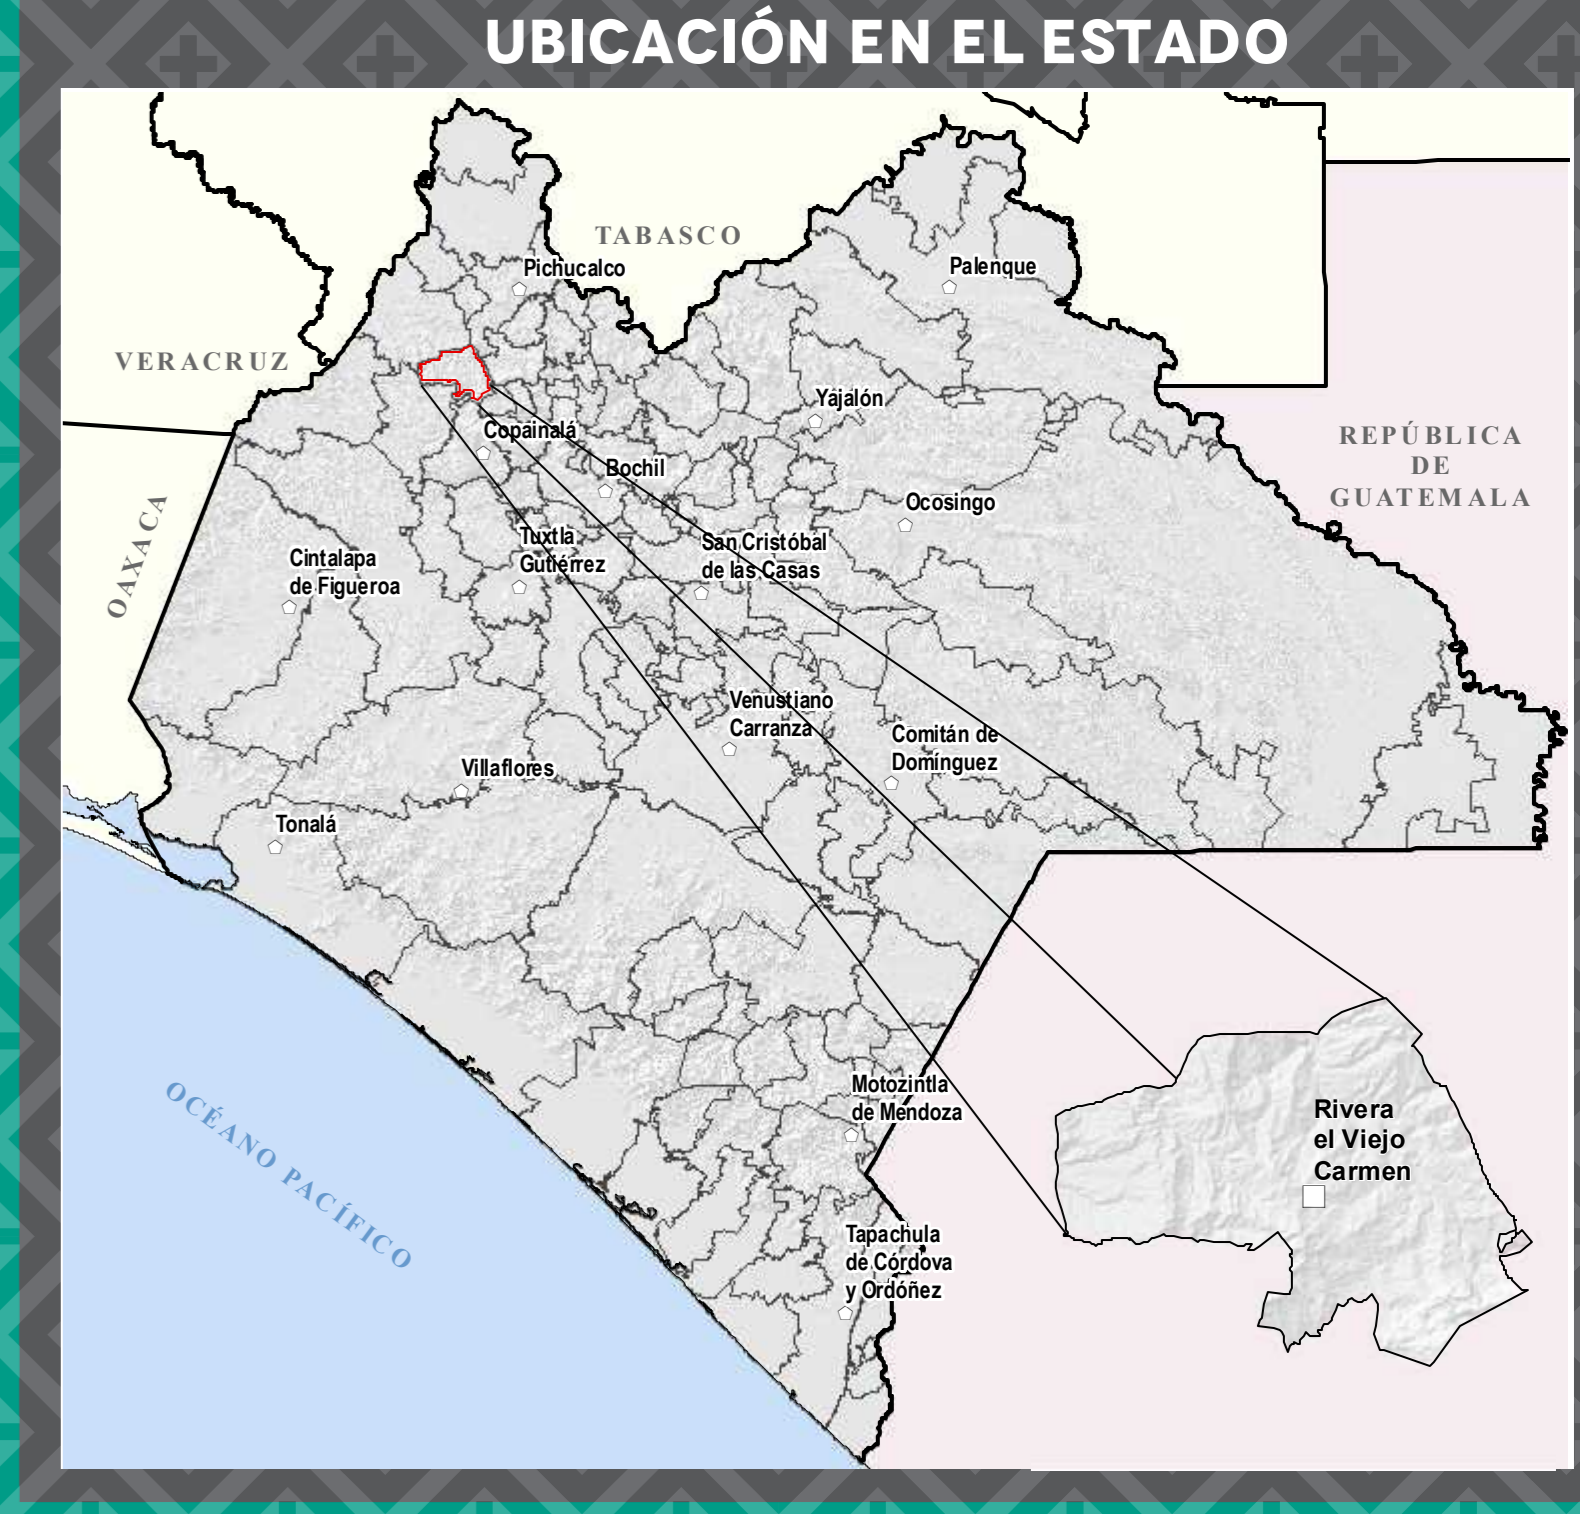 UBICACIÓN EN EL ESTADO
TABASCO
Pichucalco
Palenque
VERACRUZ
Yajalón
REPÚBLICA
DE
GUATEMALA
Copainalá
Bochil
Ocosingo
OAXACA
Tuxtla
Gutiérrez
San Cristóbal
de las Casas
Cintalapa
de Figueroa
Venustiano
Carranza
Comitán de
Domínguez
Villaflores
Tonalá
Motozintla
de Mendoza
OCÉANO PACÍFICO
Rivera
el Viejo
Carmen
Tapachula
de Córdova
y Ordóñez